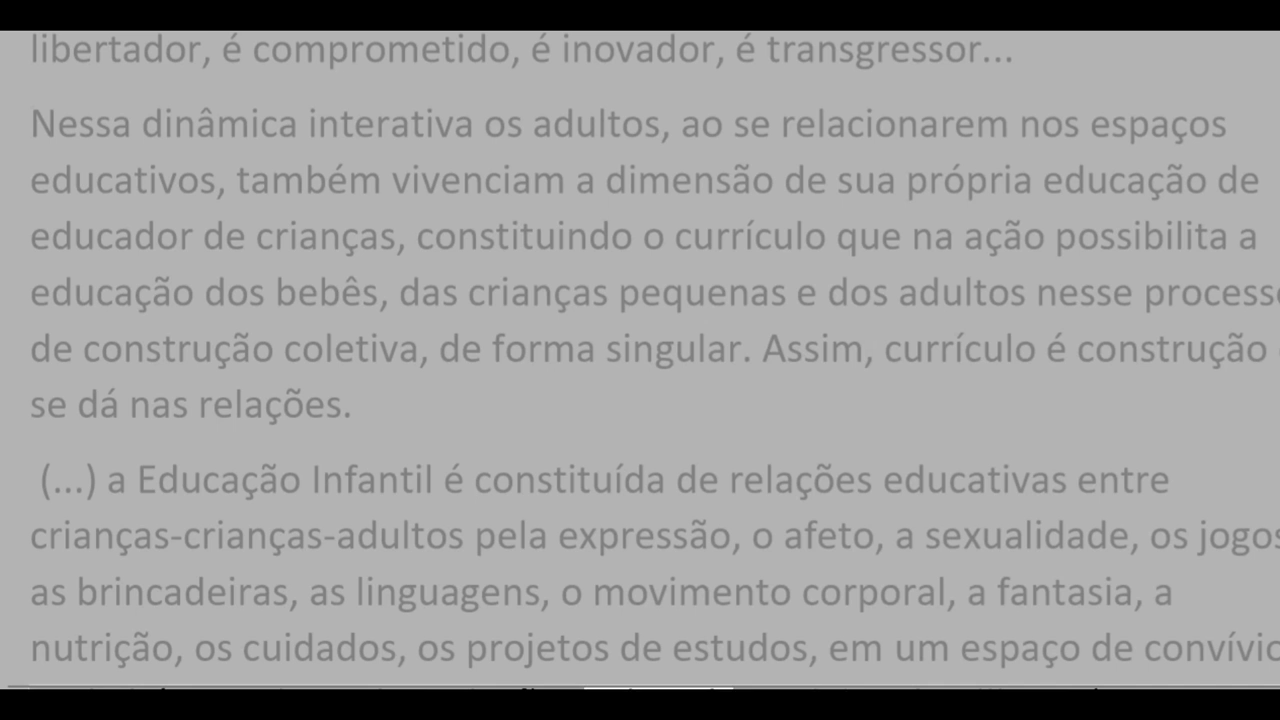 libertador, é comprometido, é inovador, é transgressor...
Nessa dinâmica interativa os adultos, ao se relacionarem nos espaços
educativos, também vivenciam a dimensão de sua própria educação de
educador de crianças, constituindo o currículo que na ação possibilita a
educação dos bebês, das crianças pequenas e dos adultos nesse processo
de construção coletiva, de forma singular. Assim, currículo é construção
se dá nas relações.
(...) a Educação Infantil é constituída de relações educativas entre
crianças-crianças-adultos pela expressão, o afeto, a sexualidade, os jogos
as brincadeiras, as linguagens, o movimento corporal, a fantasia, a
nutrição, os cuidados, os projetos de estudos, em um espaço de convívio